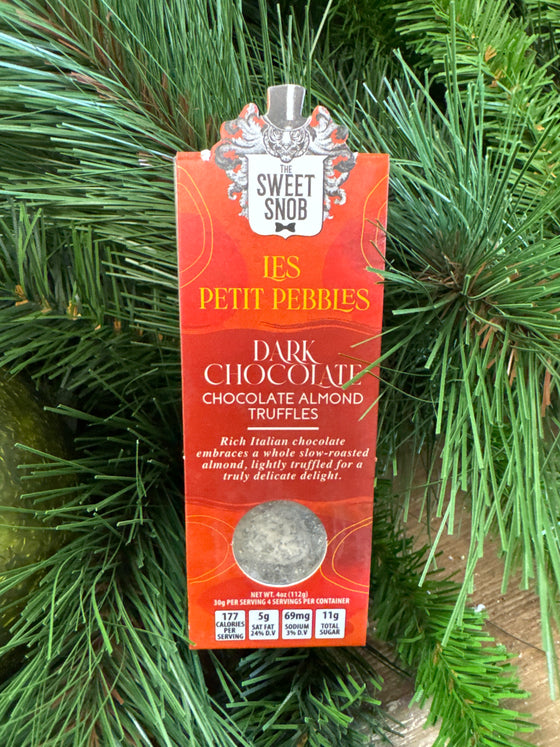 THE
SWEET
SNOB
LES
PETIT PEBBLES
DARK
CHOCOLATE
CHOCOLATE ALMOND
TRUFFLES
Rich Italian chocolate
embraces a whole slow-roasted
almond, lightly truffled for a
truly delicate delight.
NET WT. 4oz (112g)
30g PER SERVING 4 SERVINGS PER CONTAINER
177 5g 69mg 11g
CALORIES SAT FAT SODIUM TOTAL
PER 24% D.V 3% D.V SUGAR
SERVING